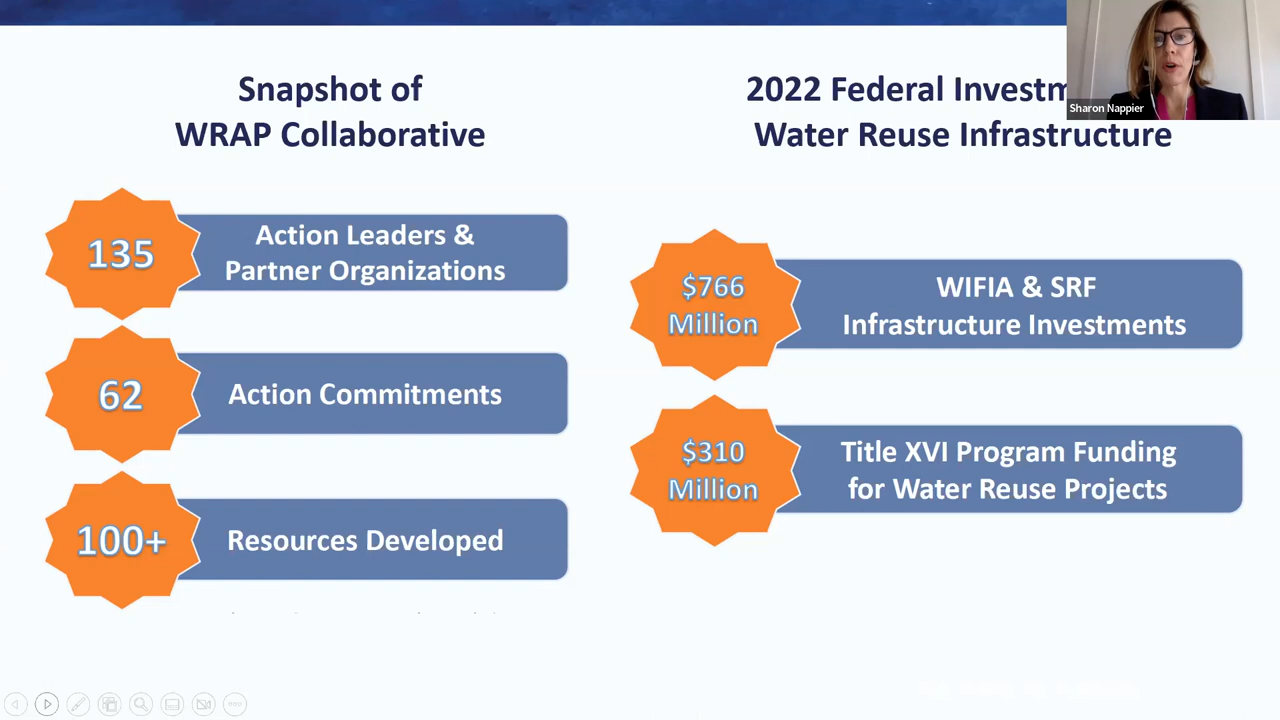 Snapshot of
WRAP Collaborative
135
Action Leaders &
Partner Organizations
62
Action Commitments
100+
Resources Developed
2022 Federal
Water Reuse Infrastructure
$766
Million
WIFIA & SRF
Infrastructure Investments
$310
Million
Title XVI Program Funding
for Water Reuse Projects
Sharon Nappier